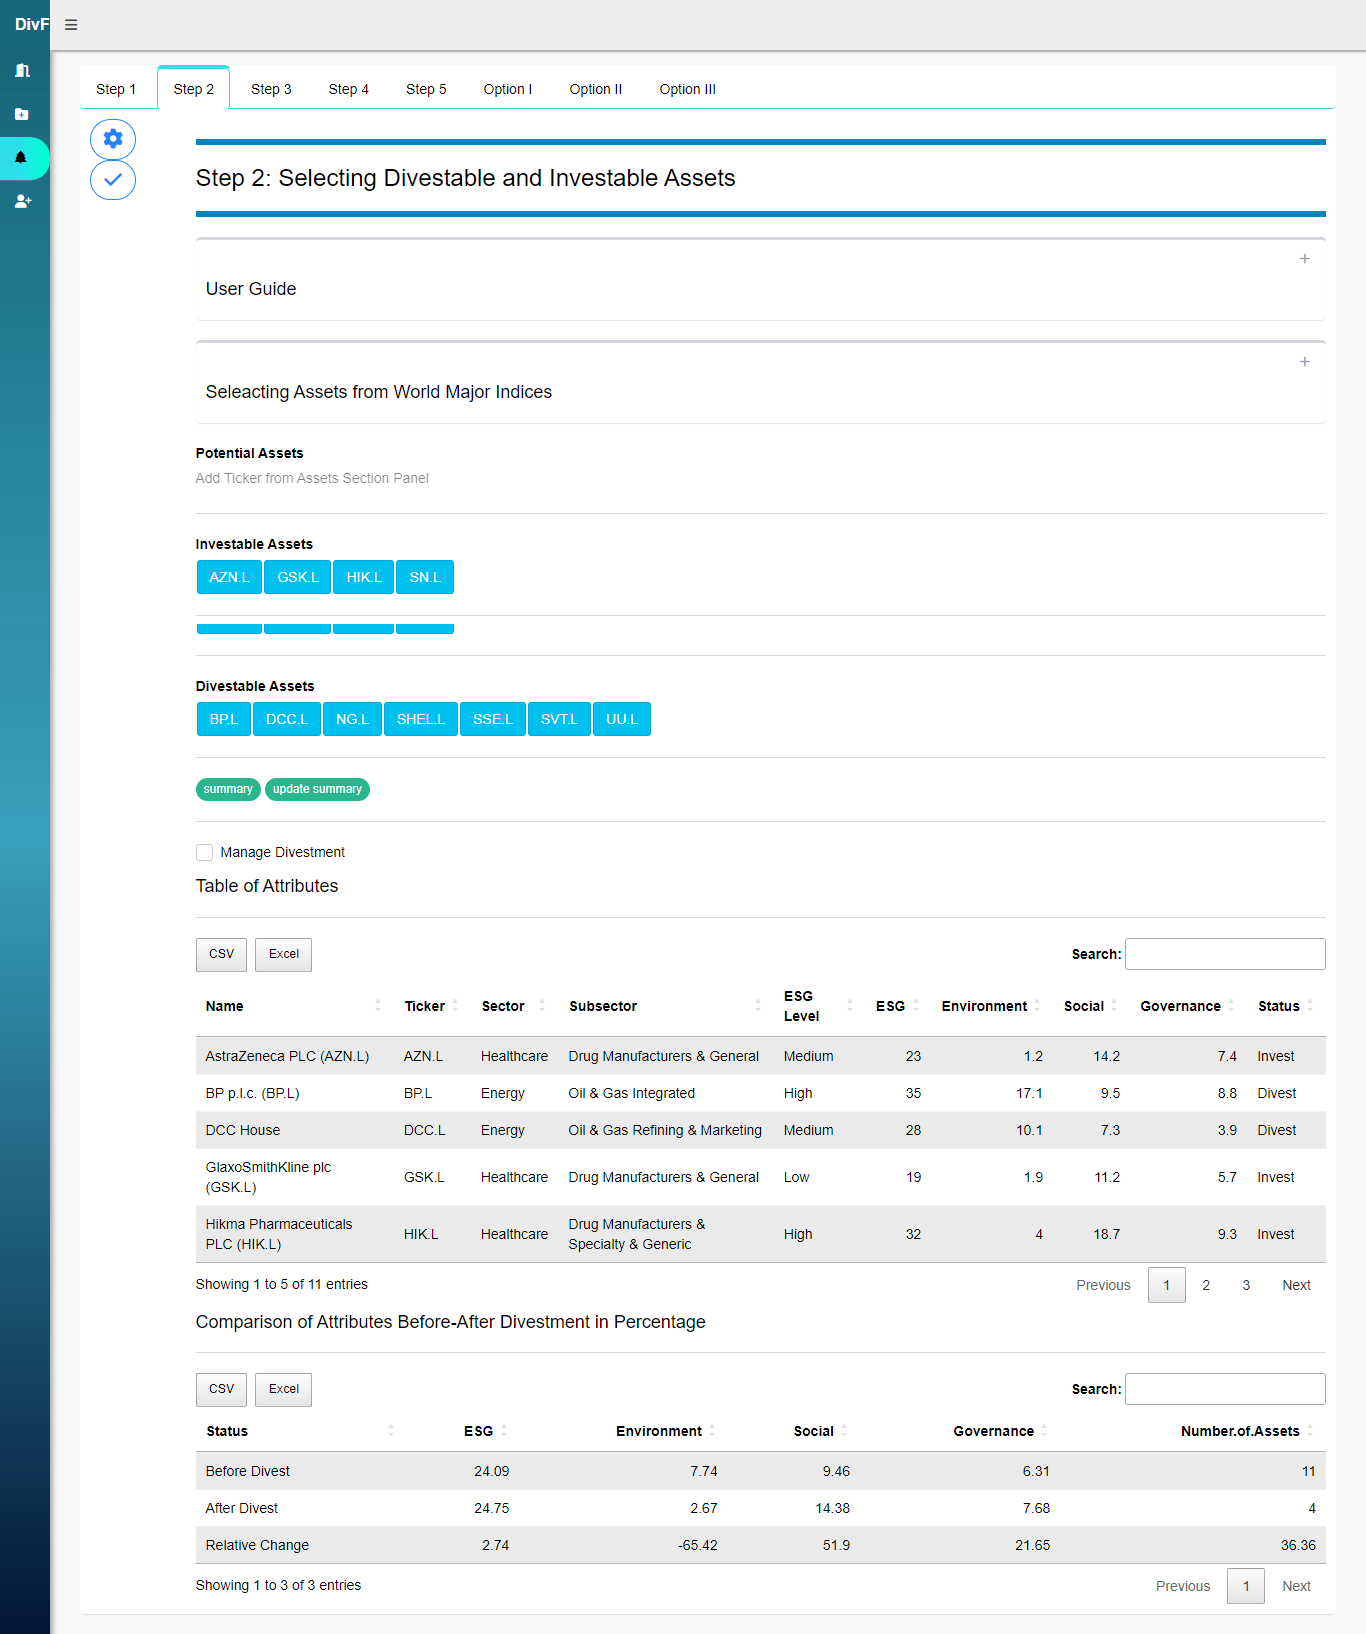 DivF
Step 1 Step 2 Step 3 Step 4 Step 5 Option I Option II Option III
Step 2: Selecting Divestable and Investable Assets
+
User Guide
+
Seleacting Assets from World Major Indices
Potential Assets
Add Ticker from Assets Section Panel
Investable Assets
AZN.L GSK.L HIK.L SN.L
Divestable Assets
BP.L DCC.L NG.L SHEL.L SSE.L SVT.L UU.L
summary update summary
Manage Divestment
Table of Attributes
CSV Excel Search:
Name Ticker Sector Subsector ESG Level ESG Environment Social Governance Status
AstraZeneca PLC (AZN.L) AZN.L Healthcare Drug Manufacturers & General Medium 23 1.2 14.2 7.4 Invest
BP p.l.c. (BP.L) BP.L Energy Oil & Gas Integrated High 35 17.1 9.5 8.8 Divest
DCC House DCC.L Energy Oil & Gas Refining & Marketing Medium 28 10.1 7.3 3.9 Divest
GlaxoSmithKline plc (GSK.L) GSK.L Healthcare Drug Manufacturers & General Low 19 1.9 11.2 5.7 Invest
Hikma Pharmaceuticals PLC (HIK.L) HIK.L Healthcare Drug Manufacturers & Specialty & Generic High 32 4 18.7 9.3 Invest
Showing 1 to 5 of 11 entries Previous 1 2 3 Next
Comparison of Attributes Before-After Divestment in Percentage
CSV Excel Search:
Status ESG Environment Social Governance Number.of.Assets
Before Divest 24.09 7.74 9.46 6.31 11
After Divest 24.75 2.67 14.38 7.68 4
Relative Change 2.74 -65.42 51.9 21.65 36.36
Showing 1 to 3 of 3 entries Previous 1 Next